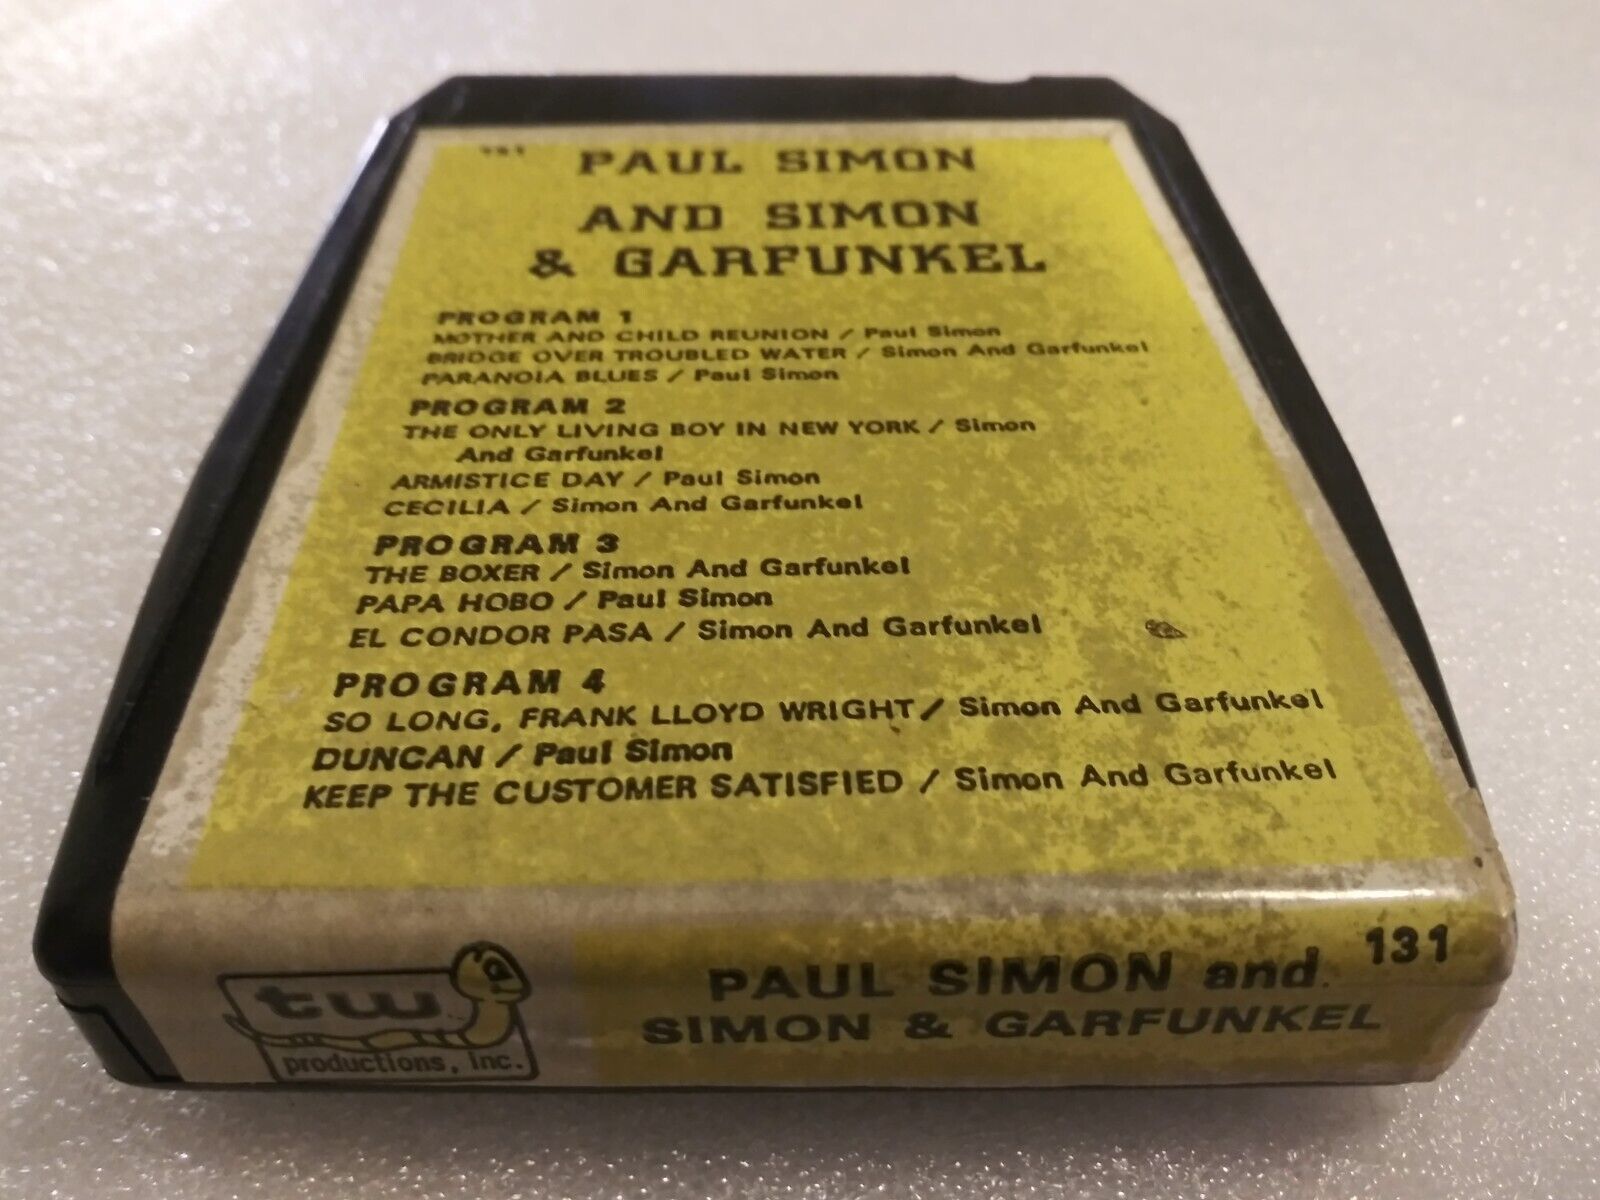 131
PAUL SIMON
AND SIMON
& GARFUNKEL
PROGRAM 1
MOTHER AND CHILD REUNION / Paul Simon
BRIDGE OVER TROUBLED WATER / Simon And Garfunkel
PARANOIA BLUES / Paul Simon
PROGRAM 2
THE ONLY LIVING BOY IN NEW YORK / Simon
And Garfunkel
ARMISTICE DAY / Paul Simon
CECILIA / Simon And Garfunkel
PROGRAM 3
THE BOXER / Simon And Garfunkel
PAPA HOBO / Paul Simon
EL CONDOR PASA / Simon And Garfunkel
PROGRAM 4
SO LONG, FRANK LLOYD WRIGHT / Simon And Garfunkel
DUNCAN / Paul Simon
KEEP THE CUSTOMER SATISFIED / Simon And Garfunkel
tw
productions, inc.
PAUL SIMON and
SIMON & GARFUNKEL
131